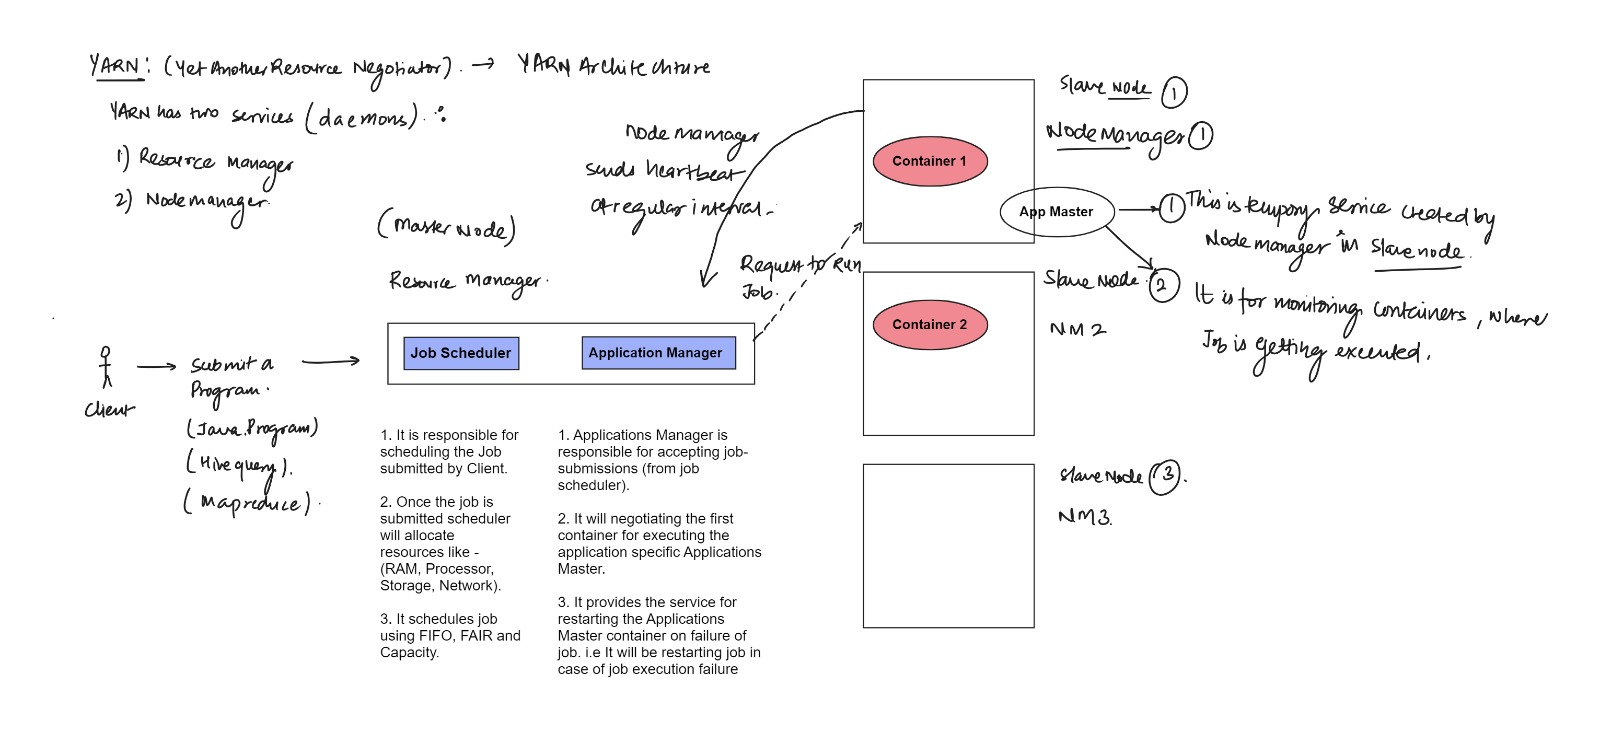 YARN: (Yet Another Resource Negotiator). → YARN Architechture
YARN has two services (daemons).
1) Resource manager
2) Node manager.
(Master Node)
Resource Manager.
Node manager
sends heartbeat
at regular interval.
Request to Run
Job.
Client
Submit a
Program.
(Java Program)
(Hive query).
(Mapreduce).
Job Scheduler
Application Manager
1. It is responsible for
scheduling the Job
submitted by Client.
2. Once the job is
submitted scheduler
will allocate
resources like -
(RAM, Processor,
Storage, Network).
3. It schedules job
using FIFO, FAIR and
Capacity.
1. Applications Manager is
responsible for accepting job-
submissions (from job
scheduler).
2. It will negotiating the first
container for executing the
application specific Applications
Master.
3. It provides the service for
restarting the Applications
Master container on failure of
job. i.e It will be restarting job in
case of job execution failure
Container 1
App Master
Slave Node 1
Node Manager 1
1 This is tempory service created by
Node manager in Slave node.
Container 2
Slave Node.
NM 2
2 It is for monitoring containers, where
Job is getting executed.
Slave Node 3.
NM3.